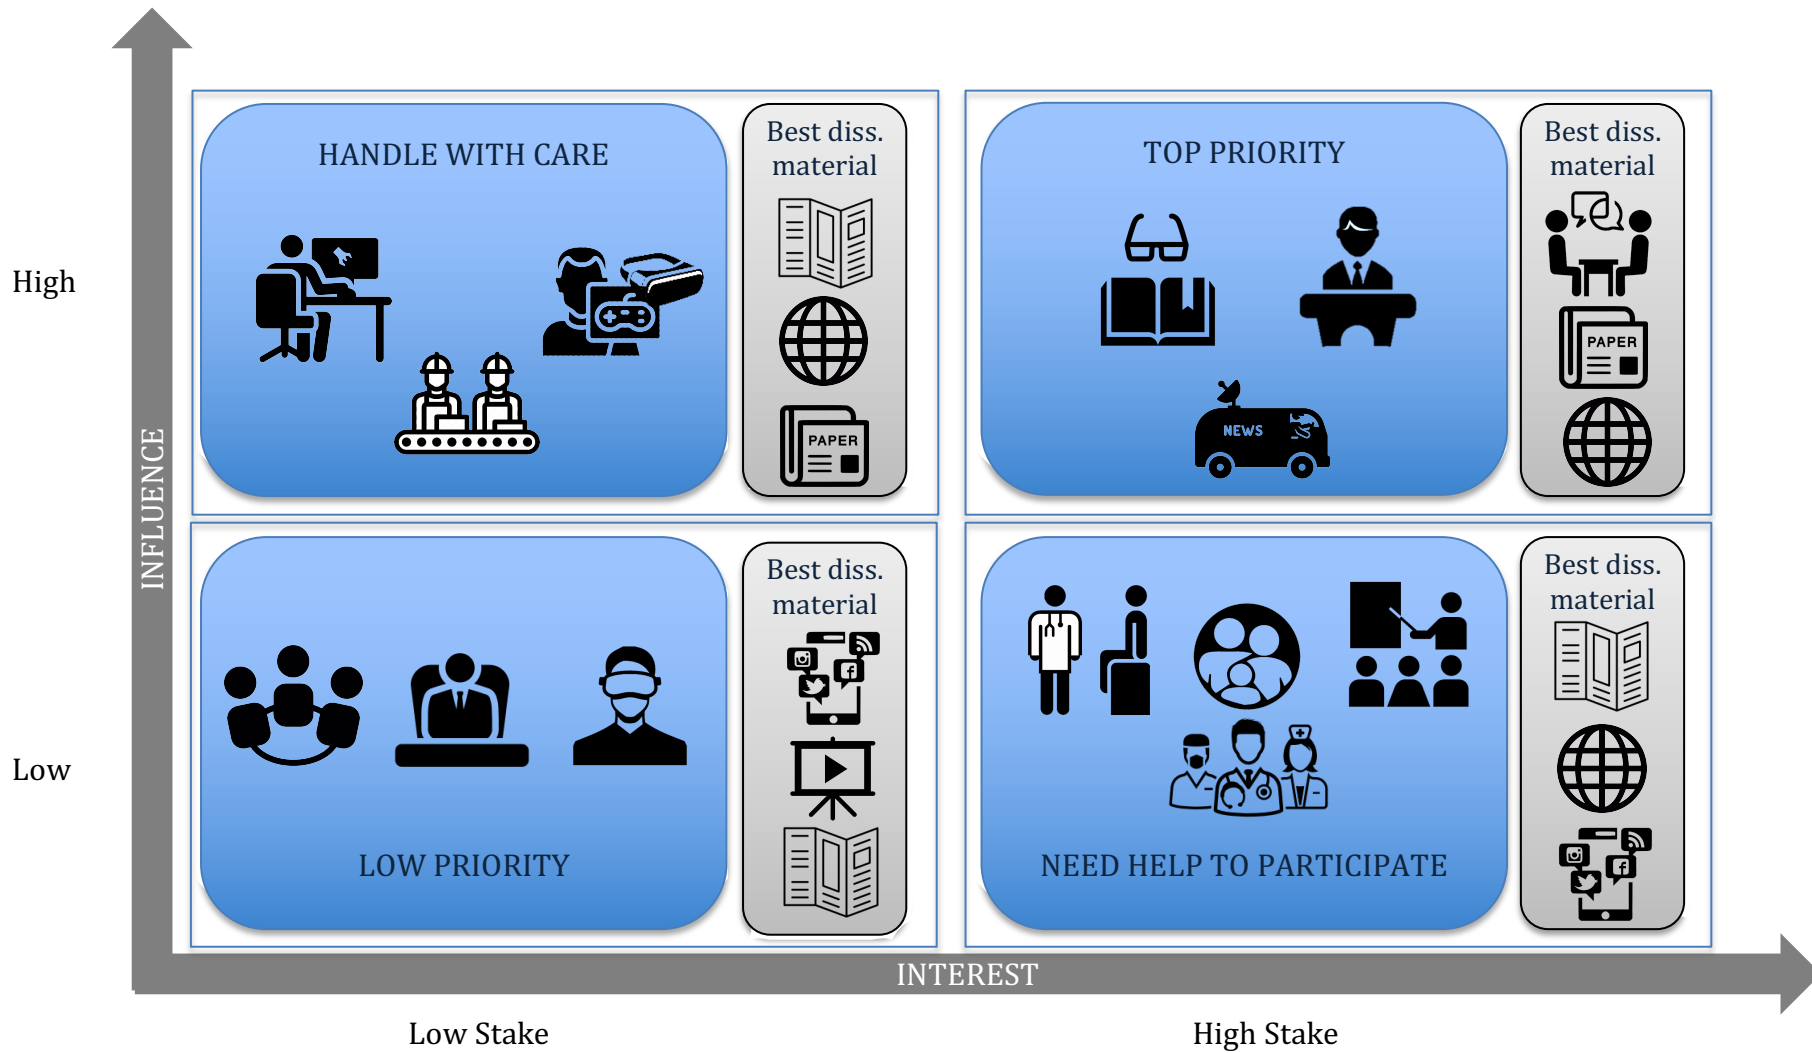 HANDLE WITH CARE
Best diss.
material
PAPER
TOP PRIORITY
NEWS
Best diss.
material
PAPER
High
INFLUENCE
LOW PRIORITY
Best diss.
material
NEED HELP TO PARTICIPATE
Best diss.
material
Low
INTEREST
Low Stake
High Stake